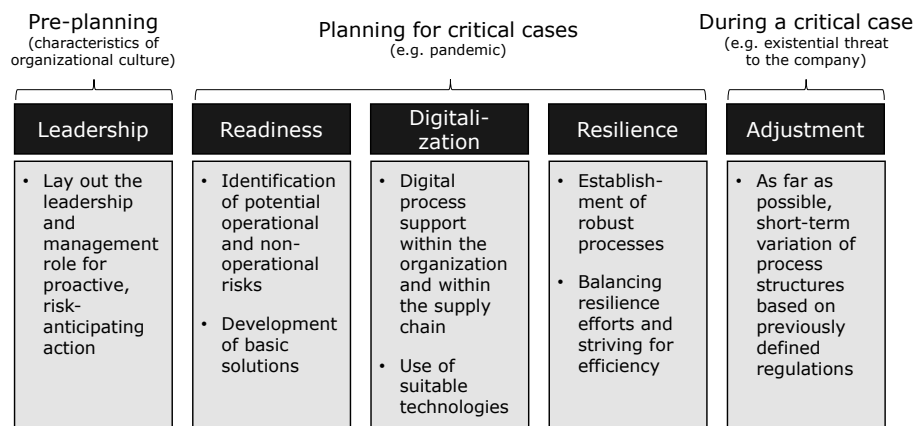 Pre-planning
(characteristics of
organizational culture)
Planning for critical cases
(e.g. pandemic)
During a critical case
(e.g. existential threat
to the company)
Leadership
Readiness
Digitali-
zation
Resilience
Adjustment
• Lay out the
leadership
and
management
role for
proactive,
risk-
anticipating
action
• Identification
of potential
operational
and non-
operational
risks
• Development
of basic
solutions
• Digital
process
support
within the
organization
and within
the supply
chain
• Use of
suitable
technologies
• Establish-
ment of
robust
processes
• Balancing
resilience
efforts and
striving for
efficiency
• As far as
possible,
short-term
variation of
process
structures
based on
previously
defined
regulations